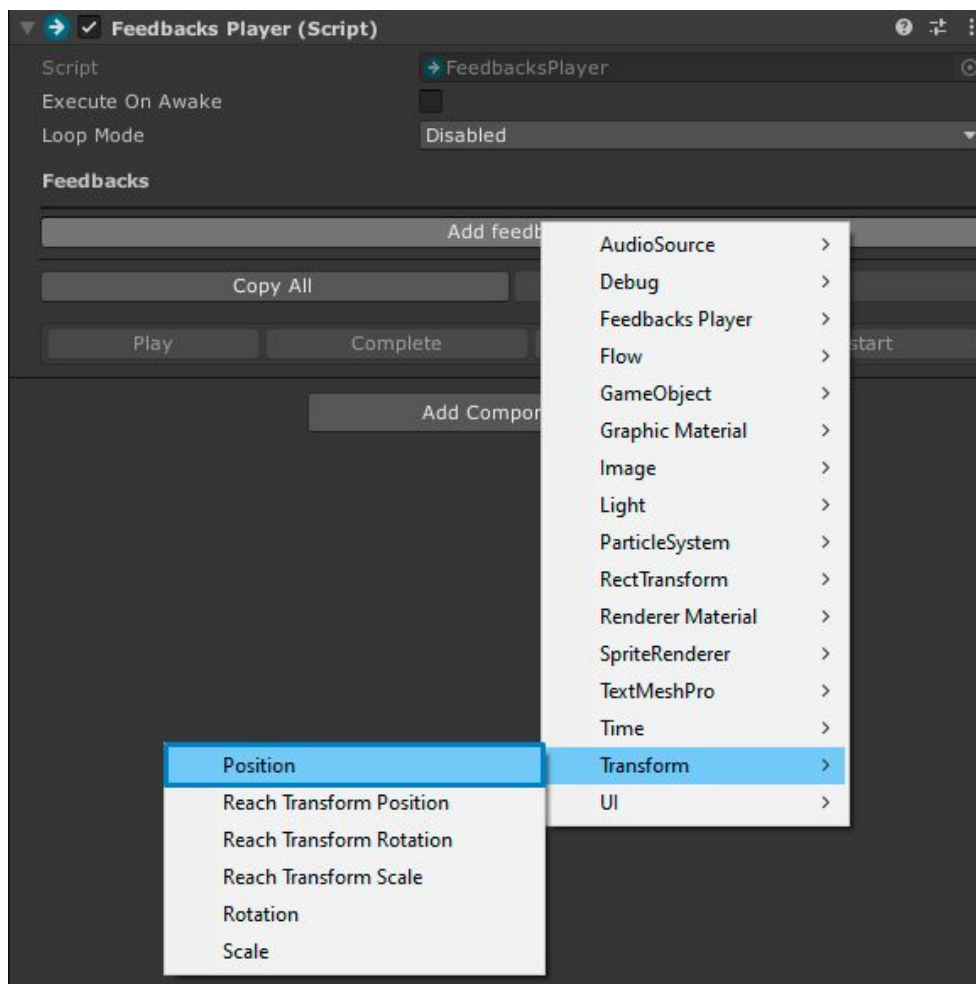 Feedbacks Player (Script)
Script FeedbacksPlayer
Execute On Awake
Loop Mode Disabled
Feedbacks
Add feedb
Copy All
Play Complete start
Add Compon
AudioSource
Debug
Feedbacks Player
Flow
GameObject
Graphic Material
Image
Light
ParticleSystem
RectTransform
Renderer Material
SpriteRenderer
TextMeshPro
Time
Transform
UI
Position
Reach Transform Position
Reach Transform Rotation
Reach Transform Scale
Rotation
Scale